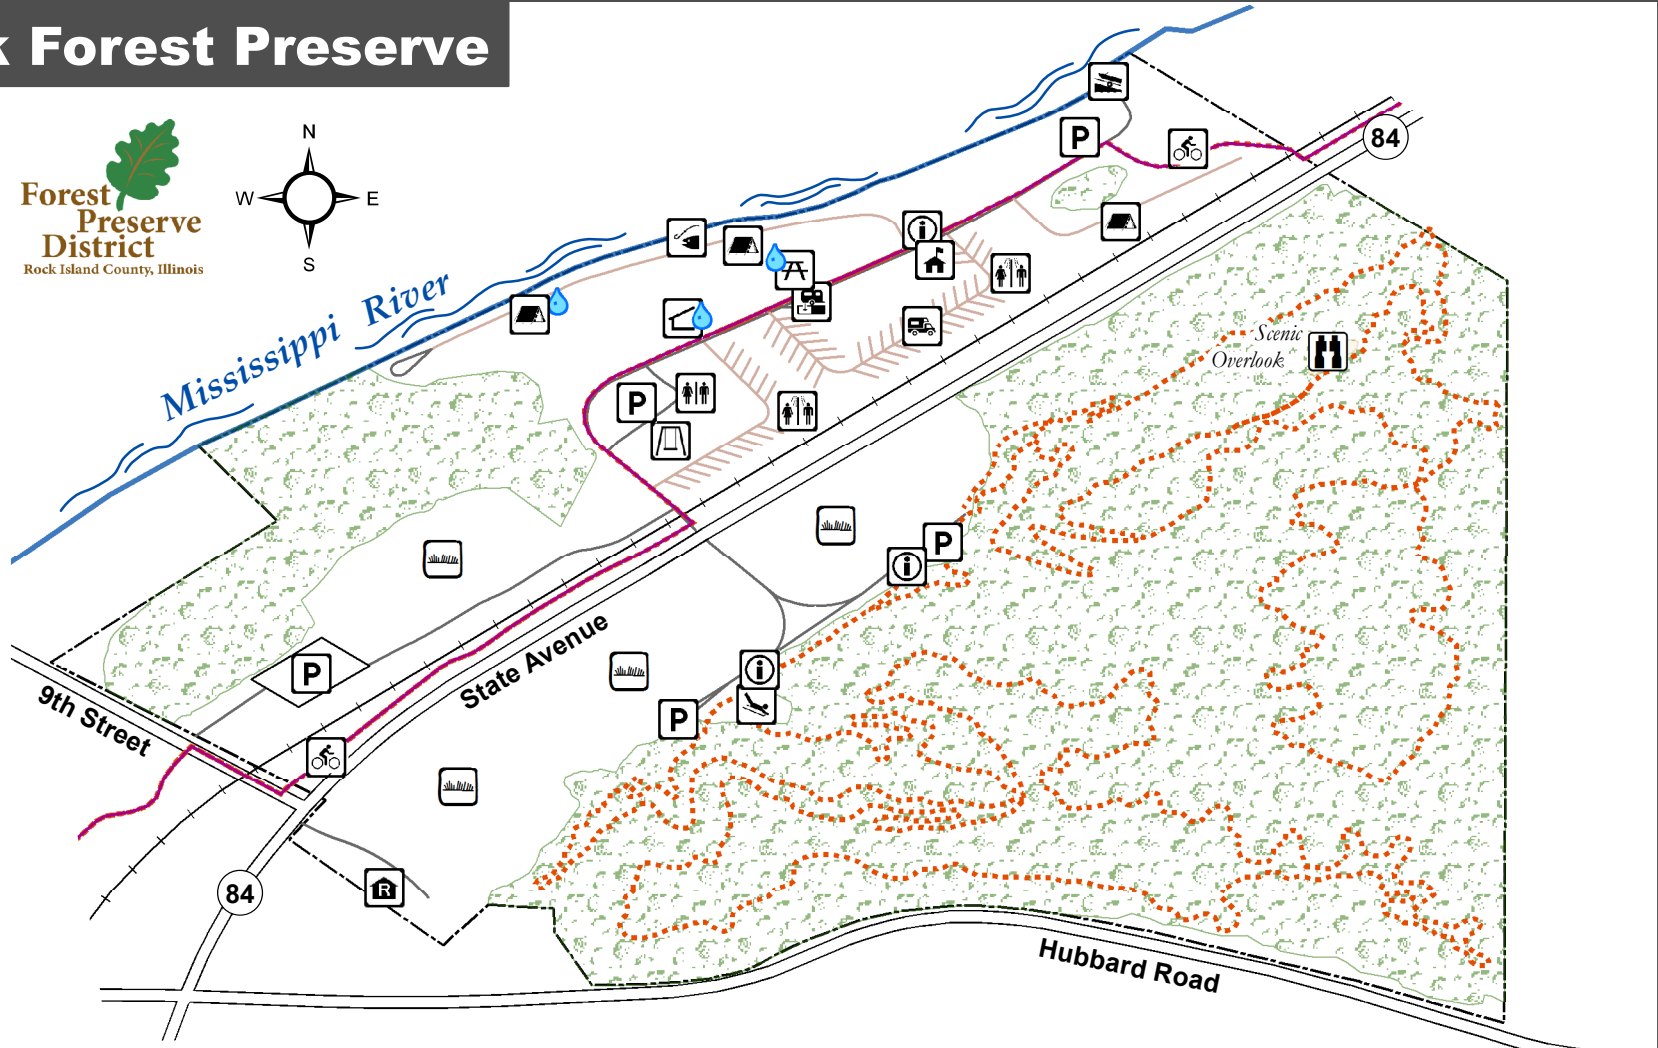 k Forest Preserve
Forest
Preserve
District
Rock Island County, Illinois
N
W
E
S
Mississippi River
84
P
i
Scenic
Overlook
P
P
i
P
State Avenue
9th Street
i
P
84
R
Hubbard Road